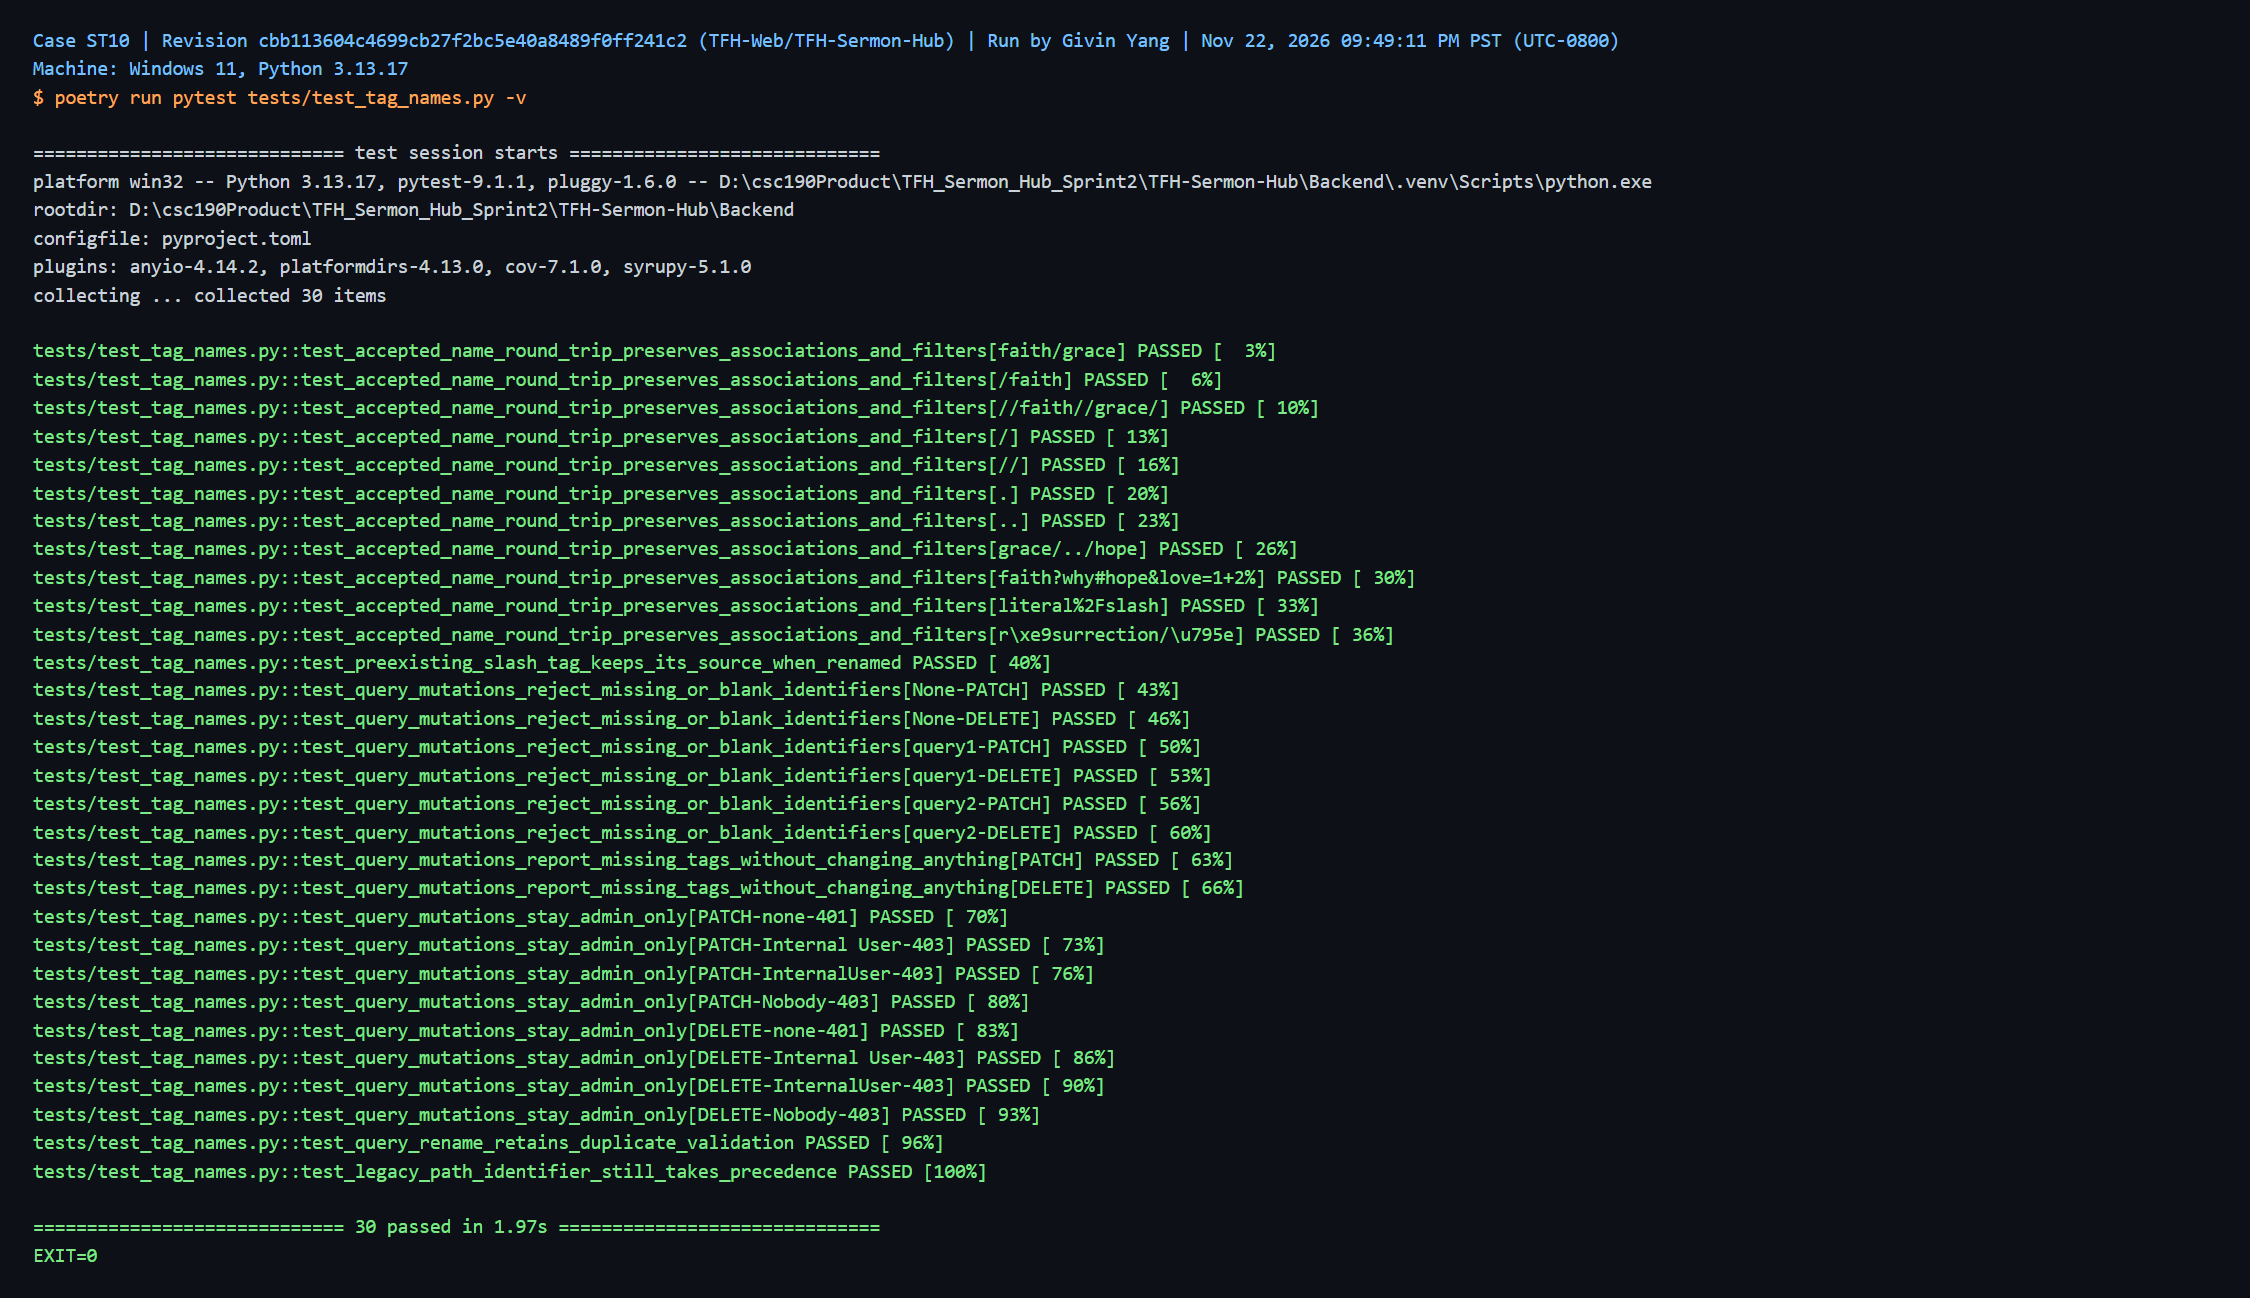 Case ST10 | Revision cbb113604c4699cb27f2bc5e40a8489f0ff241c2 (TFH-Web/TFH-Sermon-Hub) | Run by Givin Yang | Nov 22, 2026 09:49:11 PM PST (UTC-0800)
Machine: Windows 11, Python 3.13.17
$ poetry run pytest tests/test_tag_names.py -v
============================= test session starts =============================
platform win32 -- Python 3.13.17, pytest-9.1.1, pluggy-1.6.0 -- D:\csc190Product\TFH_Sermon_Hub_Sprint2\TFH-Sermon-Hub\Backend\.venv\Scripts\python.exe
rootdir: D:\csc190Product\TFH_Sermon_Hub_Sprint2\TFH-Sermon-Hub\Backend
configfile: pyproject.toml
plugins: anyio-4.14.2, platformdirs-4.13.0, cov-7.1.0, syrupy-5.1.0
collecting ... collected 30 items
tests/test_tag_names.py::test_accepted_name_round_trip_preserves_associations_and_filters[faith/grace] PASSED [  3%]
tests/test_tag_names.py::test_accepted_name_round_trip_preserves_associations_and_filters[/faith] PASSED [  6%]
tests/test_tag_names.py::test_accepted_name_round_trip_preserves_associations_and_filters[//faith//grace/] PASSED [ 10%]
tests/test_tag_names.py::test_accepted_name_round_trip_preserves_associations_and_filters[/] PASSED [ 13%]
tests/test_tag_names.py::test_accepted_name_round_trip_preserves_associations_and_filters[//] PASSED [ 16%]
tests/test_tag_names.py::test_accepted_name_round_trip_preserves_associations_and_filters[.] PASSED [ 20%]
tests/test_tag_names.py::test_accepted_name_round_trip_preserves_associations_and_filters[..] PASSED [ 23%]
tests/test_tag_names.py::test_accepted_name_round_trip_preserves_associations_and_filters[grace/../hope] PASSED [ 26%]
tests/test_tag_names.py::test_accepted_name_round_trip_preserves_associations_and_filters[faith?why#hope&love=1+2%] PASSED [ 30%]
tests/test_tag_names.py::test_accepted_name_round_trip_preserves_associations_and_filters[literal%2Fslash] PASSED [ 33%]
tests/test_tag_names.py::test_accepted_name_round_trip_preserves_associations_and_filters[r\xe9surrection/\u795e] PASSED [ 36%]
tests/test_tag_names.py::test_preexisting_slash_tag_keeps_its_source_when_renamed PASSED [ 40%]
tests/test_tag_names.py::test_query_mutations_reject_missing_or_blank_identifiers[None-PATCH] PASSED [ 43%]
tests/test_tag_names.py::test_query_mutations_reject_missing_or_blank_identifiers[None-DELETE] PASSED [ 46%]
tests/test_tag_names.py::test_query_mutations_reject_missing_or_blank_identifiers[query1-PATCH] PASSED [ 50%]
tests/test_tag_names.py::test_query_mutations_reject_missing_or_blank_identifiers[query1-DELETE] PASSED [ 53%]
tests/test_tag_names.py::test_query_mutations_reject_missing_or_blank_identifiers[query2-PATCH] PASSED [ 56%]
tests/test_tag_names.py::test_query_mutations_reject_missing_or_blank_identifiers[query2-DELETE] PASSED [ 60%]
tests/test_tag_names.py::test_query_mutations_report_missing_tags_without_changing_anything[PATCH] PASSED [ 63%]
tests/test_tag_names.py::test_query_mutations_report_missing_tags_without_changing_anything[DELETE] PASSED [ 66%]
tests/test_tag_names.py::test_query_mutations_stay_admin_only[PATCH-none-401] PASSED [ 70%]
tests/test_tag_names.py::test_query_mutations_stay_admin_only[PATCH-Internal User-403] PASSED [ 73%]
tests/test_tag_names.py::test_query_mutations_stay_admin_only[PATCH-InternalUser-403] PASSED [ 76%]
tests/test_tag_names.py::test_query_mutations_stay_admin_only[PATCH-Nobody-403] PASSED [ 80%]
tests/test_tag_names.py::test_query_mutations_stay_admin_only[DELETE-none-401] PASSED [ 83%]
tests/test_tag_names.py::test_query_mutations_stay_admin_only[DELETE-Internal User-403] PASSED [ 86%]
tests/test_tag_names.py::test_query_mutations_stay_admin_only[DELETE-InternalUser-403] PASSED [ 90%]
tests/test_tag_names.py::test_query_mutations_stay_admin_only[DELETE-Nobody-403] PASSED [ 93%]
tests/test_tag_names.py::test_query_rename_retains_duplicate_validation PASSED [ 96%]
tests/test_tag_names.py::test_legacy_path_identifier_still_takes_precedence PASSED [100%]
============================= 30 passed in 1.97s ==============================
EXIT=0